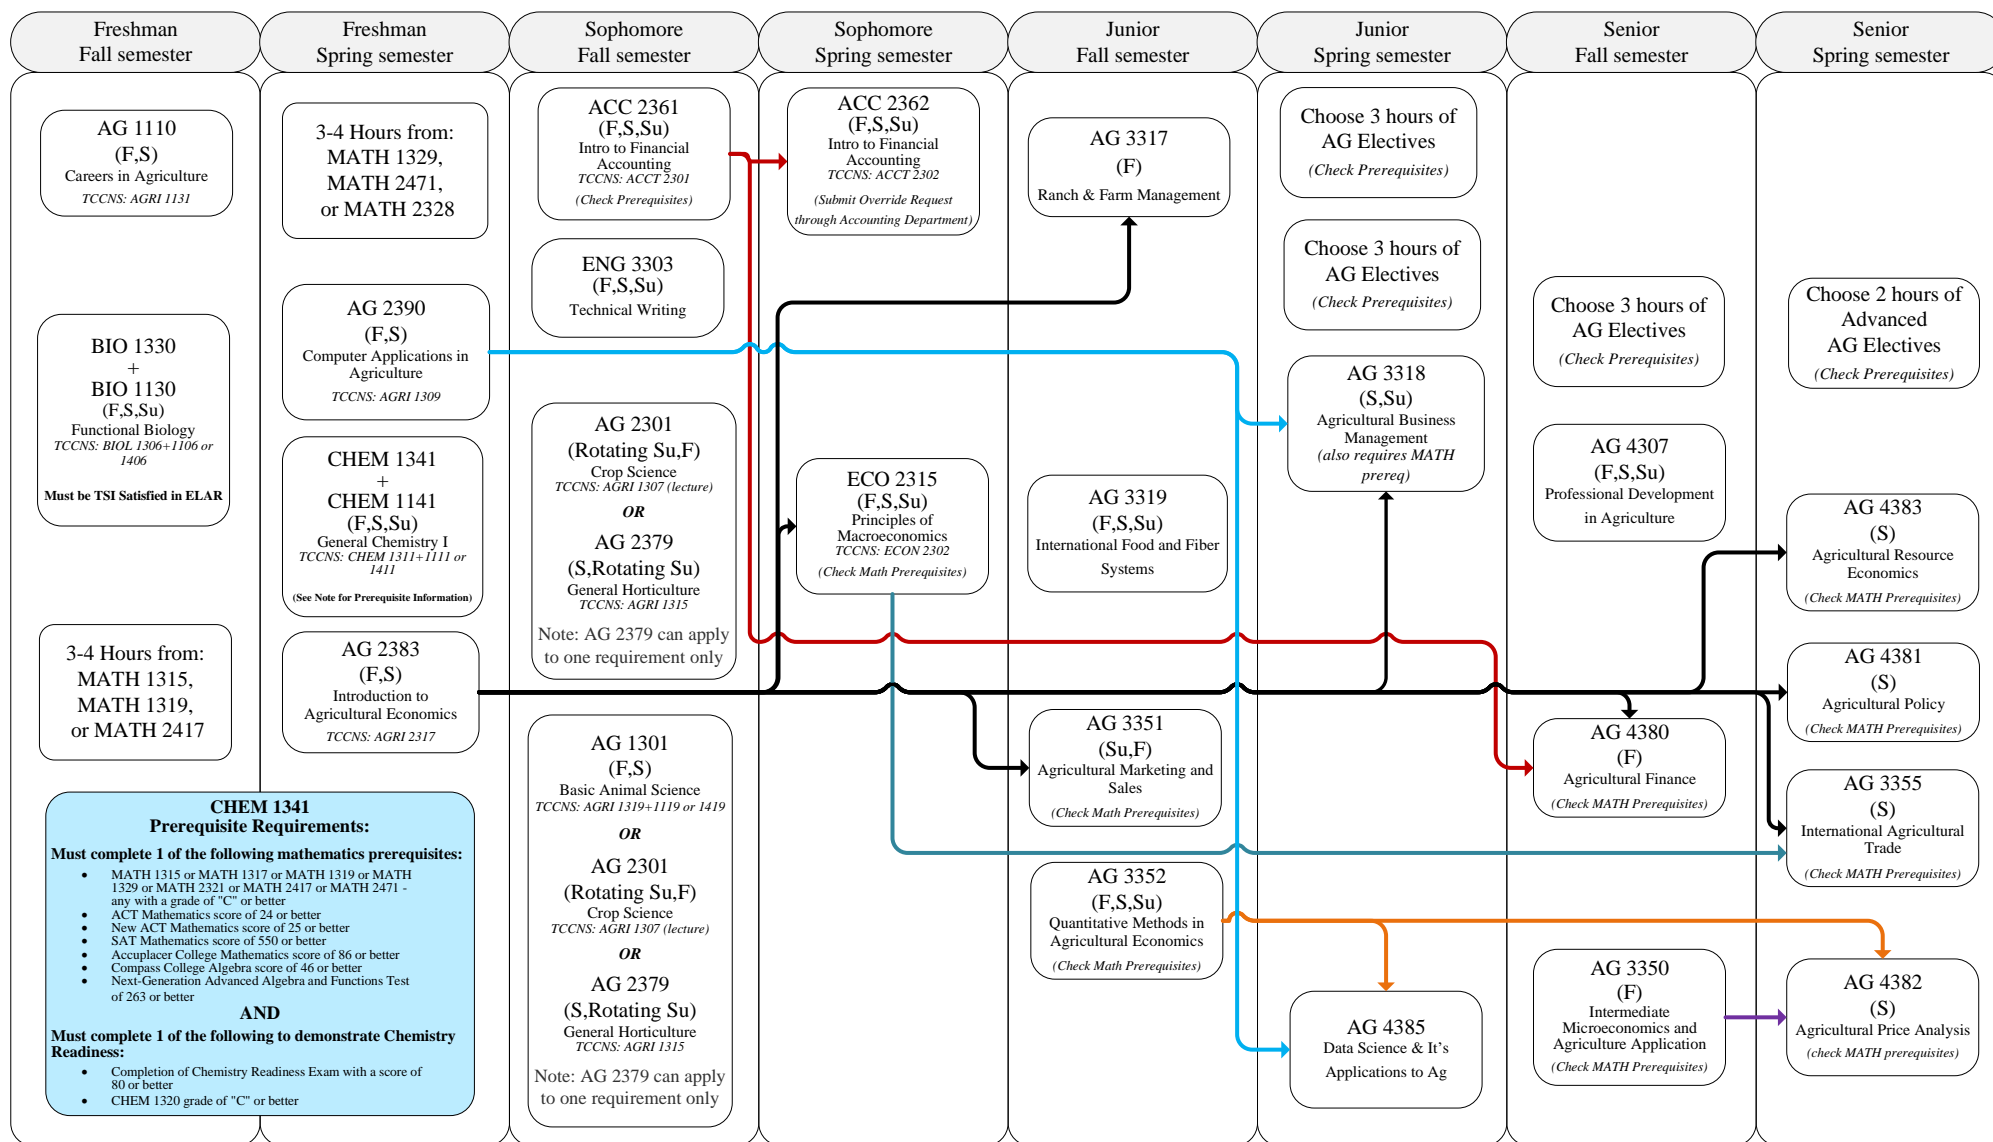 Freshman
Fall semester
Freshman
Spring semester
Sophomore
Fall semester
Sophomore
Spring semester
Junior
Fall semester
Junior
Spring semester
Senior
Fall semester
Senior
Spring semester
AG 1110
(F,S)
Careers in Agriculture
TCCNS: AGRI 1131
BIO 1330
+
BIO 1130
(F,S,Su)
Functional Biology
TCCNS: BIOL 1306+1106 or
1406
Must be TSI Satisfied in ELAR
3-4 Hours from:
MATH 1315,
MATH 1319,
or MATH 2417
3-4 Hours from:
MATH 1329,
MATH 2471,
or MATH 2328
AG 2390
(F,S)
Computer Applications in
Agriculture
TCCNS: AGRI 1309
CHEM 1341
+
CHEM 1141
(F,S,Su)
General Chemistry I
TCCNS: CHEM 1311+1111 or
1411
(See Note for Prerequisite Information)
AG 2383
(F,S)
Introduction to
Agricultural Economics
TCCNS: AGRI 2317
CHEM 1341
Prerequisite Requirements:
Must complete 1 of the following mathematics prerequisites:
• MATH 1315 or MATH 1317 or MATH 1319 or MATH
1329 or MATH 2321 or MATH 2417 or MATH 2471 -
any with a grade of "C" or better
• ACT Mathematics score of 24 or better
• New ACT Mathematics score of 25 or better
• SAT Mathematics score of 550 or better
• Accuplacer College Mathematics score of 86 or better
• Compass College Algebra score of 46 or better
• Next-Generation Advanced Algebra and Functions Test
of 263 or better
AND
Must complete 1 of the following to demonstrate Chemistry
Readiness:
• Completion of Chemistry Readiness Exam with a score of
80 or better
• CHEM 1320 grade of "C" or better
ACC 2361
(F,S,Su)
Intro to Financial
Accounting
TCCNS: ACCT 2301
(Check Prerequisites)
ENG 3303
(F,S,Su)
Technical Writing
AG 2301
(Rotating Su,F)
Crop Science
TCCNS: AGRI 1307 (lecture)
OR
AG 2379
(S,Rotating Su)
General Horticulture
TCCNS: AGRI 1315
Note: AG 2379 can apply
to one requirement only
AG 1301
(F,S)
Basic Animal Science
TCCNS: AGRI 1319+1119 or 1419
OR
AG 2301
(Rotating Su,F)
Crop Science
TCCNS: AGRI 1307 (lecture)
OR
AG 2379
(S,Rotating Su)
General Horticulture
TCCNS: AGRI 1315
Note: AG 2379 can apply
to one requirement only
ACC 2362
(F,S,Su)
Intro to Financial
Accounting
TCCNS: ACCT 2302
(Submit Override Request
through Accounting Department)
ECO 2315
(F,S,Su)
Principles of
Macroeconomics
TCCNS: ECON 2302
(Check Math Prerequisites)
AG 3317
(F)
Ranch & Farm Management
AG 3319
(F,S,Su)
International Food and Fiber
Systems
AG 3351
(Su,F)
Agricultural Marketing and
Sales
(Check Math Prerequisites)
AG 3352
(F,S,Su)
Quantitative Methods in
Agricultural Economics
(Check Math Prerequisites)
Choose 3 hours of
AG Electives
(Check Prerequisites)
Choose 3 hours of
AG Electives
(Check Prerequisites)
AG 3318
(S,Su)
Agricultural Business
Management
(also requires MATH
prereq)
AG 4385
Data Science & It's
Applications to Ag
Choose 3 hours of
AG Electives
(Check Prerequisites)
AG 4307
(F,S,Su)
Professional Development
in Agriculture
AG 4380
(F)
Agricultural Finance
(Check MATH Prerequisites)
AG 3350
(F)
Intermediate
Microeconomics and
Agriculture Application
(Check MATH Prerequisites)
Choose 2 hours of
Advanced
AG Electives
(Check Prerequisites)
AG 4383
(S)
Agricultural Resource
Economics
(Check MATH Prerequisites)
AG 4381
(S)
Agricultural Policy
(Check MATH Prerequisites)
AG 3355
(S)
International Agricultural
Trade
(Check MATH Prerequisites)
AG 4382
(S)
Agricultural Price Analysis
(check MATH prerequisites)